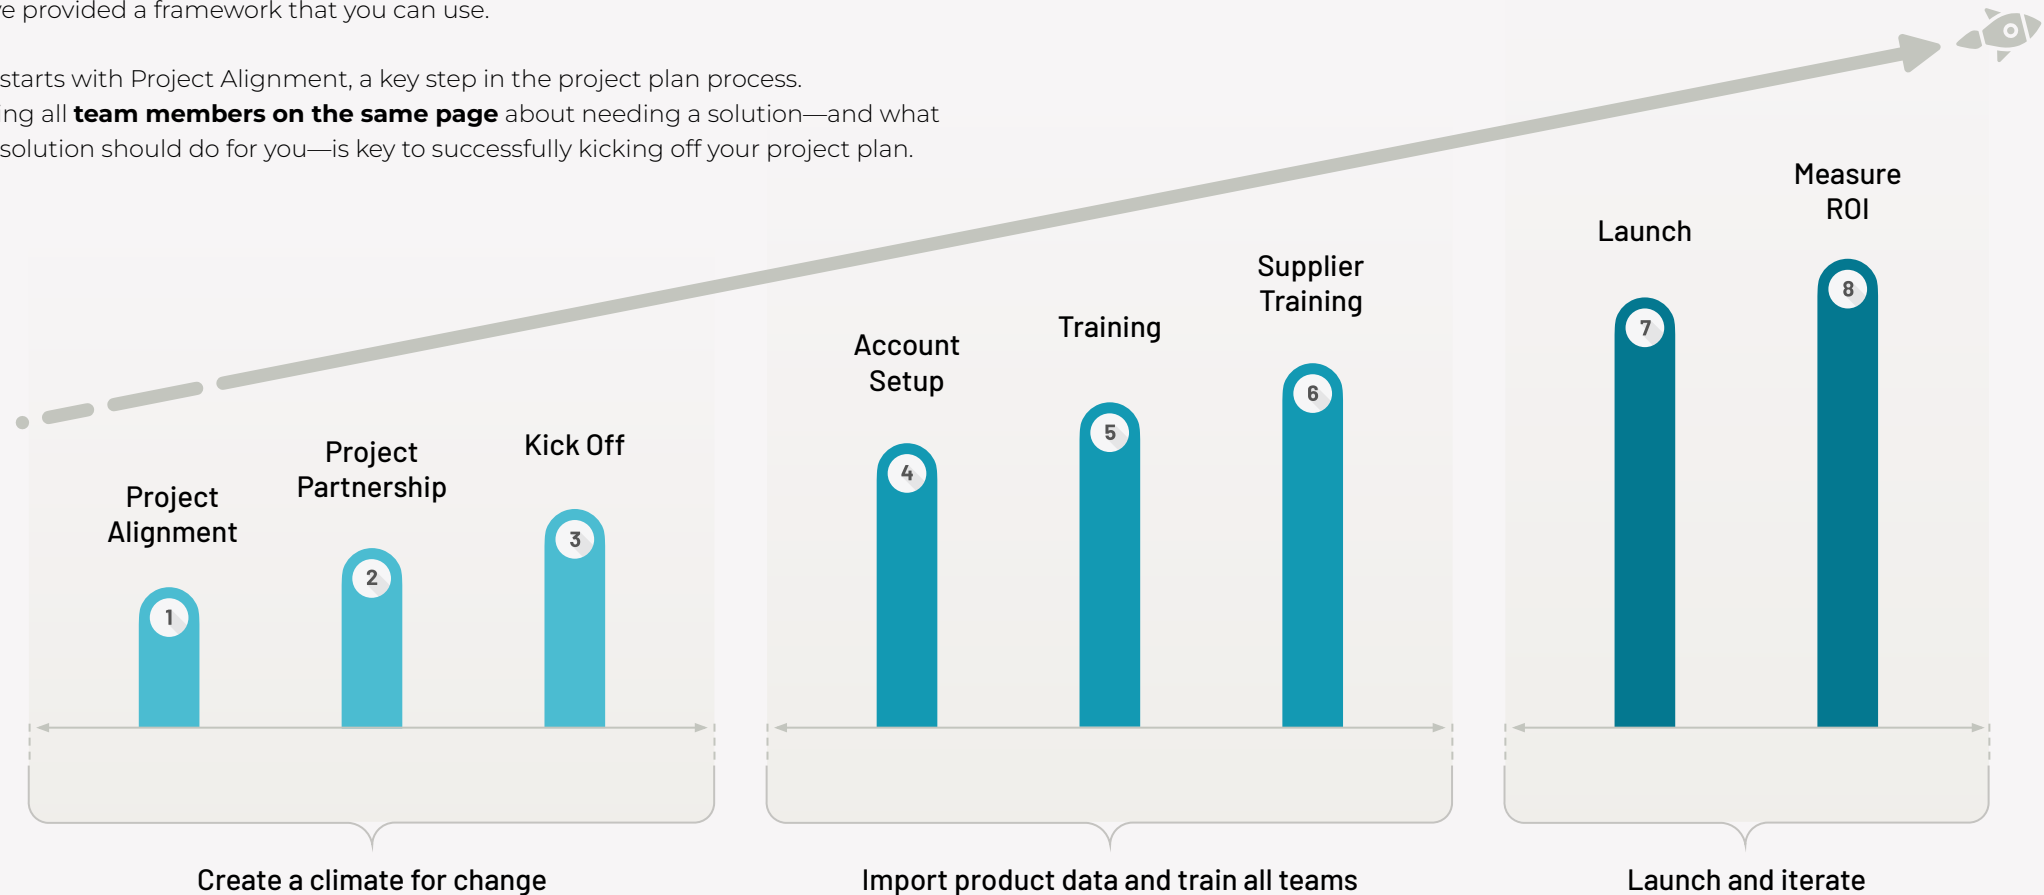 provided a framework that you can use.
starts with Project Alignment, a key step in the project plan process.
all team members on the same page about needing a solution—and what
solution should do for you—is key to successfully kicking off your project plan.
Project
Alignment
1
Project
Partnership
2
Kick Off
3
Account
Setup
4
Training
5
Supplier
Training
6
Launch
7
Measure
ROI
8
Create a climate for change
Import product data and train all teams
Launch and iterate